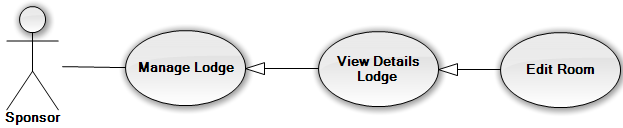 Manage Lodge
View Details
Lodge
Edit Room
Sponsor